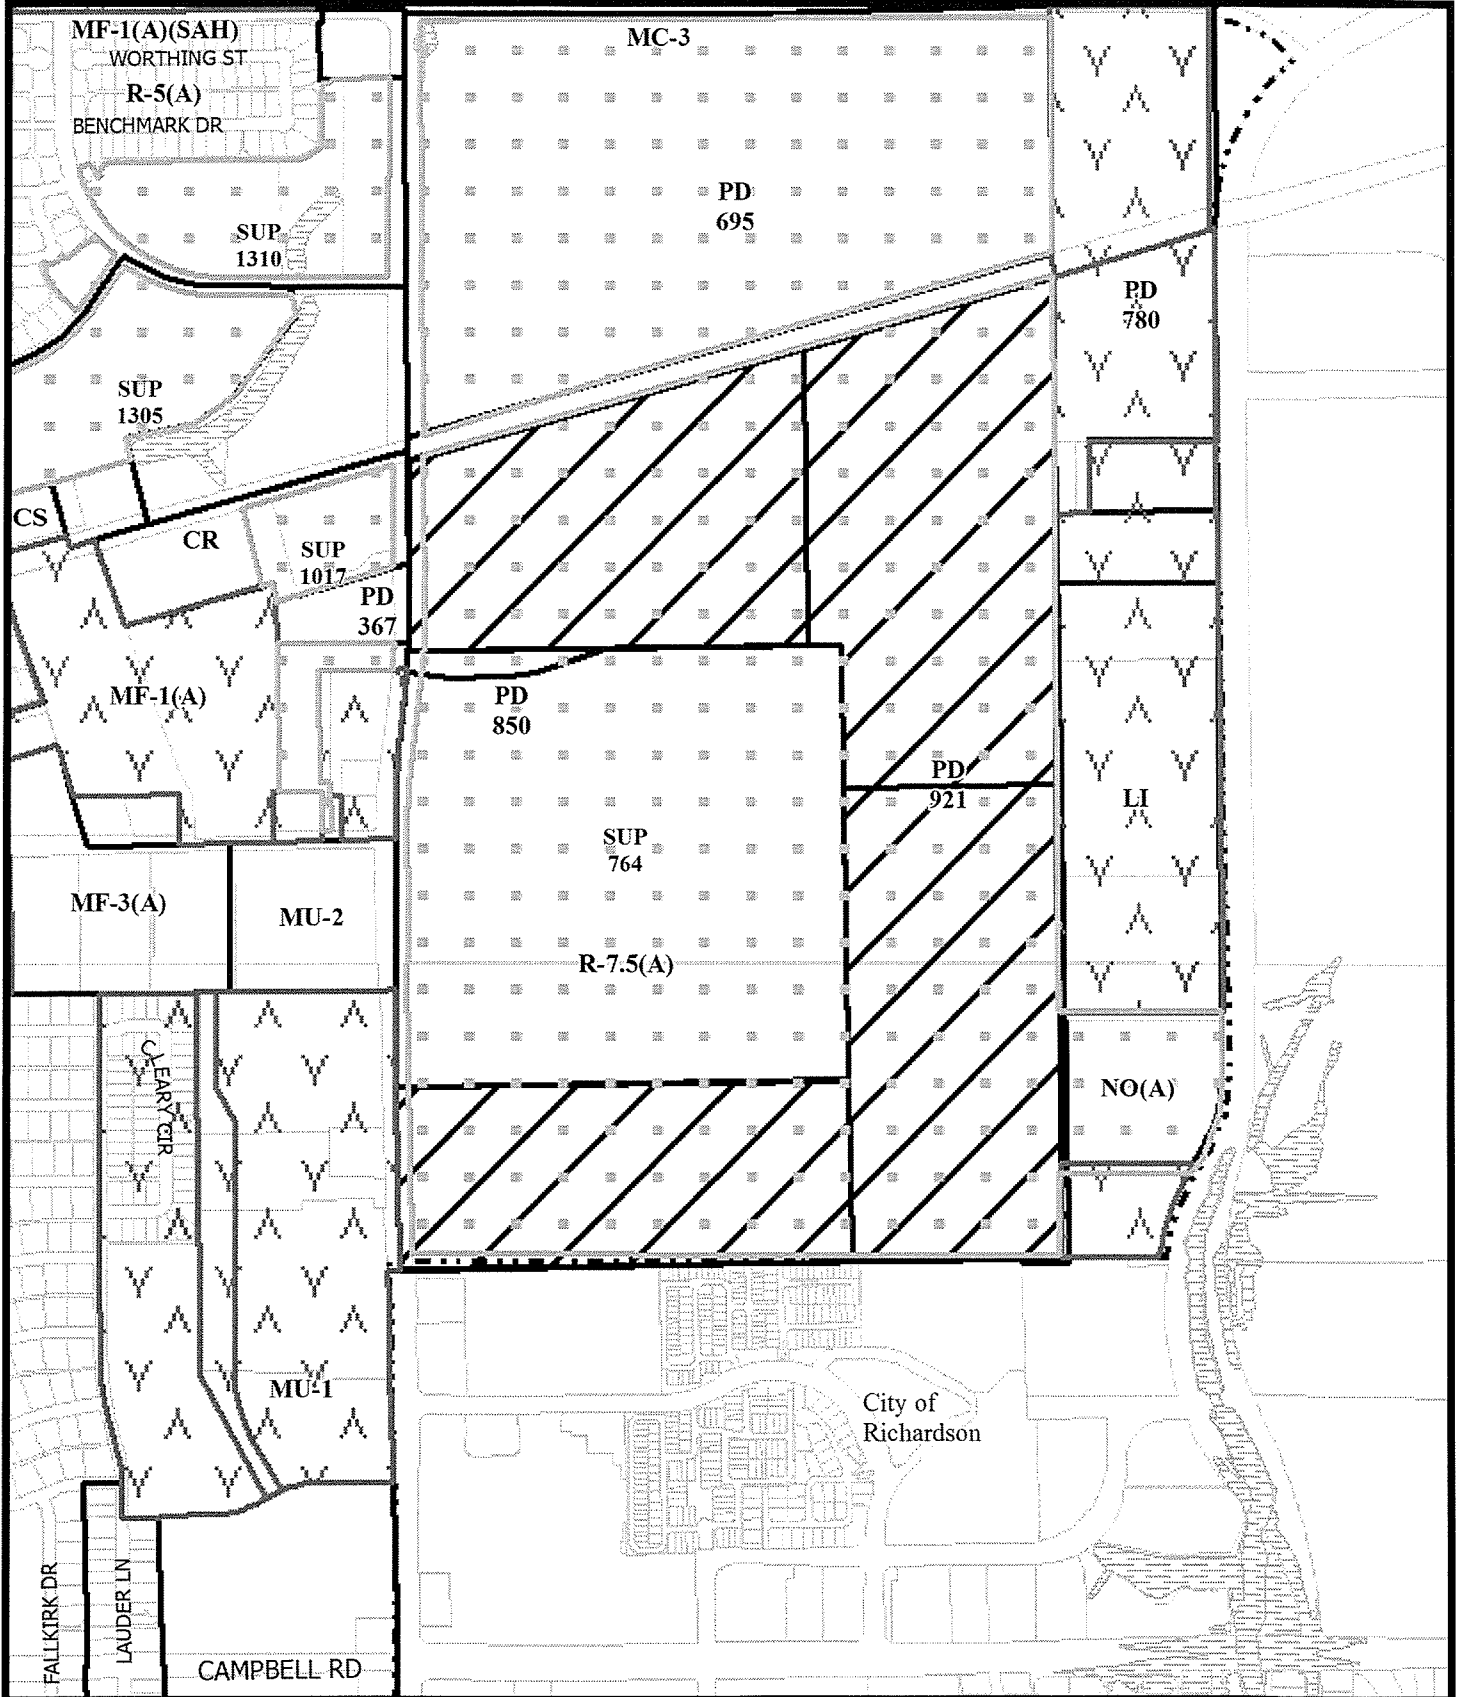 MF-1(A)(SAH)
WORTHING ST
R-5(A)
BENCHMARK DR
MC-3
PD
695
SUP
1310
PD
780
SUP
1305
CS
CR
SUP
1017
PD
367
MF-1(A)
PD
850
PD
921
LI
SUP
764
MF-3(A)
MU-2
R-7.5(A)
CLEARY CIR
NO(A)
MU-1
City of
Richardson
FALLKIRK DR
LAUDER LN
CAMPBELL RD